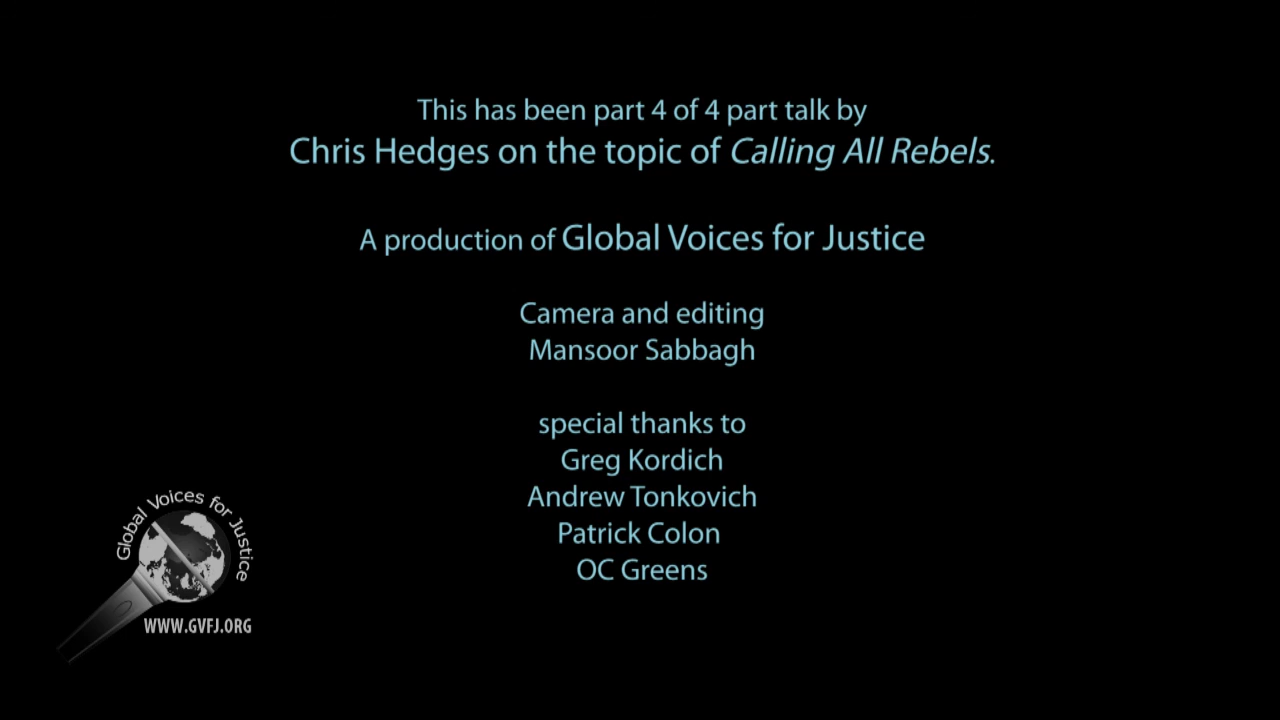 This has been part 4 of 4 part talk by
Chris Hedges on the topic of Calling All Rebels.
A production of Global Voices for Justice
Camera and editing
Mansoor Sabbagh
special thanks to
Greg Kordich
Andrew Tonkovich
Patrick Colon
OC Greens
Global Voices for Justice
WWW.GVFJ.ORG